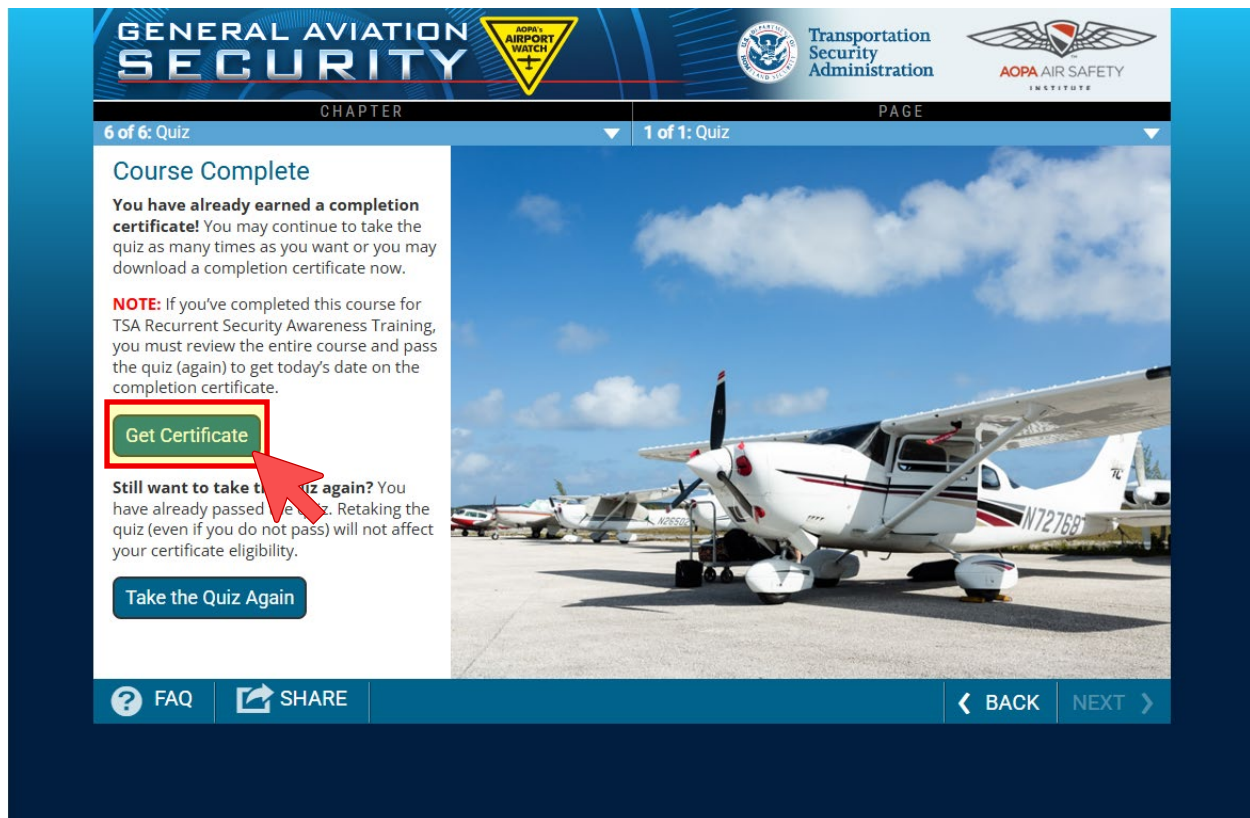 GENERAL AVIATION
SECURITY
AOPA's
AIRPORT
WATCH
Transportation
Security
Administration
AOPA AIR SAFETY
INSTITUTE
CHAPTER
PAGE
6 of 6: Quiz
1 of 1: Quiz
Course Complete
You have already earned a completion
certificate! You may continue to take the
quiz as many times as you want or you may
download a completion certificate now.
NOTE: If you've completed this course for
TSA Recurrent Security Awareness Training,
you must review the entire course and pass
the quiz (again) to get today's date on the
completion certificate.
Get Certificate
Still want to take again? You
have already passed quiz. Retaking the
quiz (even if you do not pass) will not affect
your certificate eligibility.
Take the Quiz Again
N72768
FAQ
SHARE
BACK
NEXT